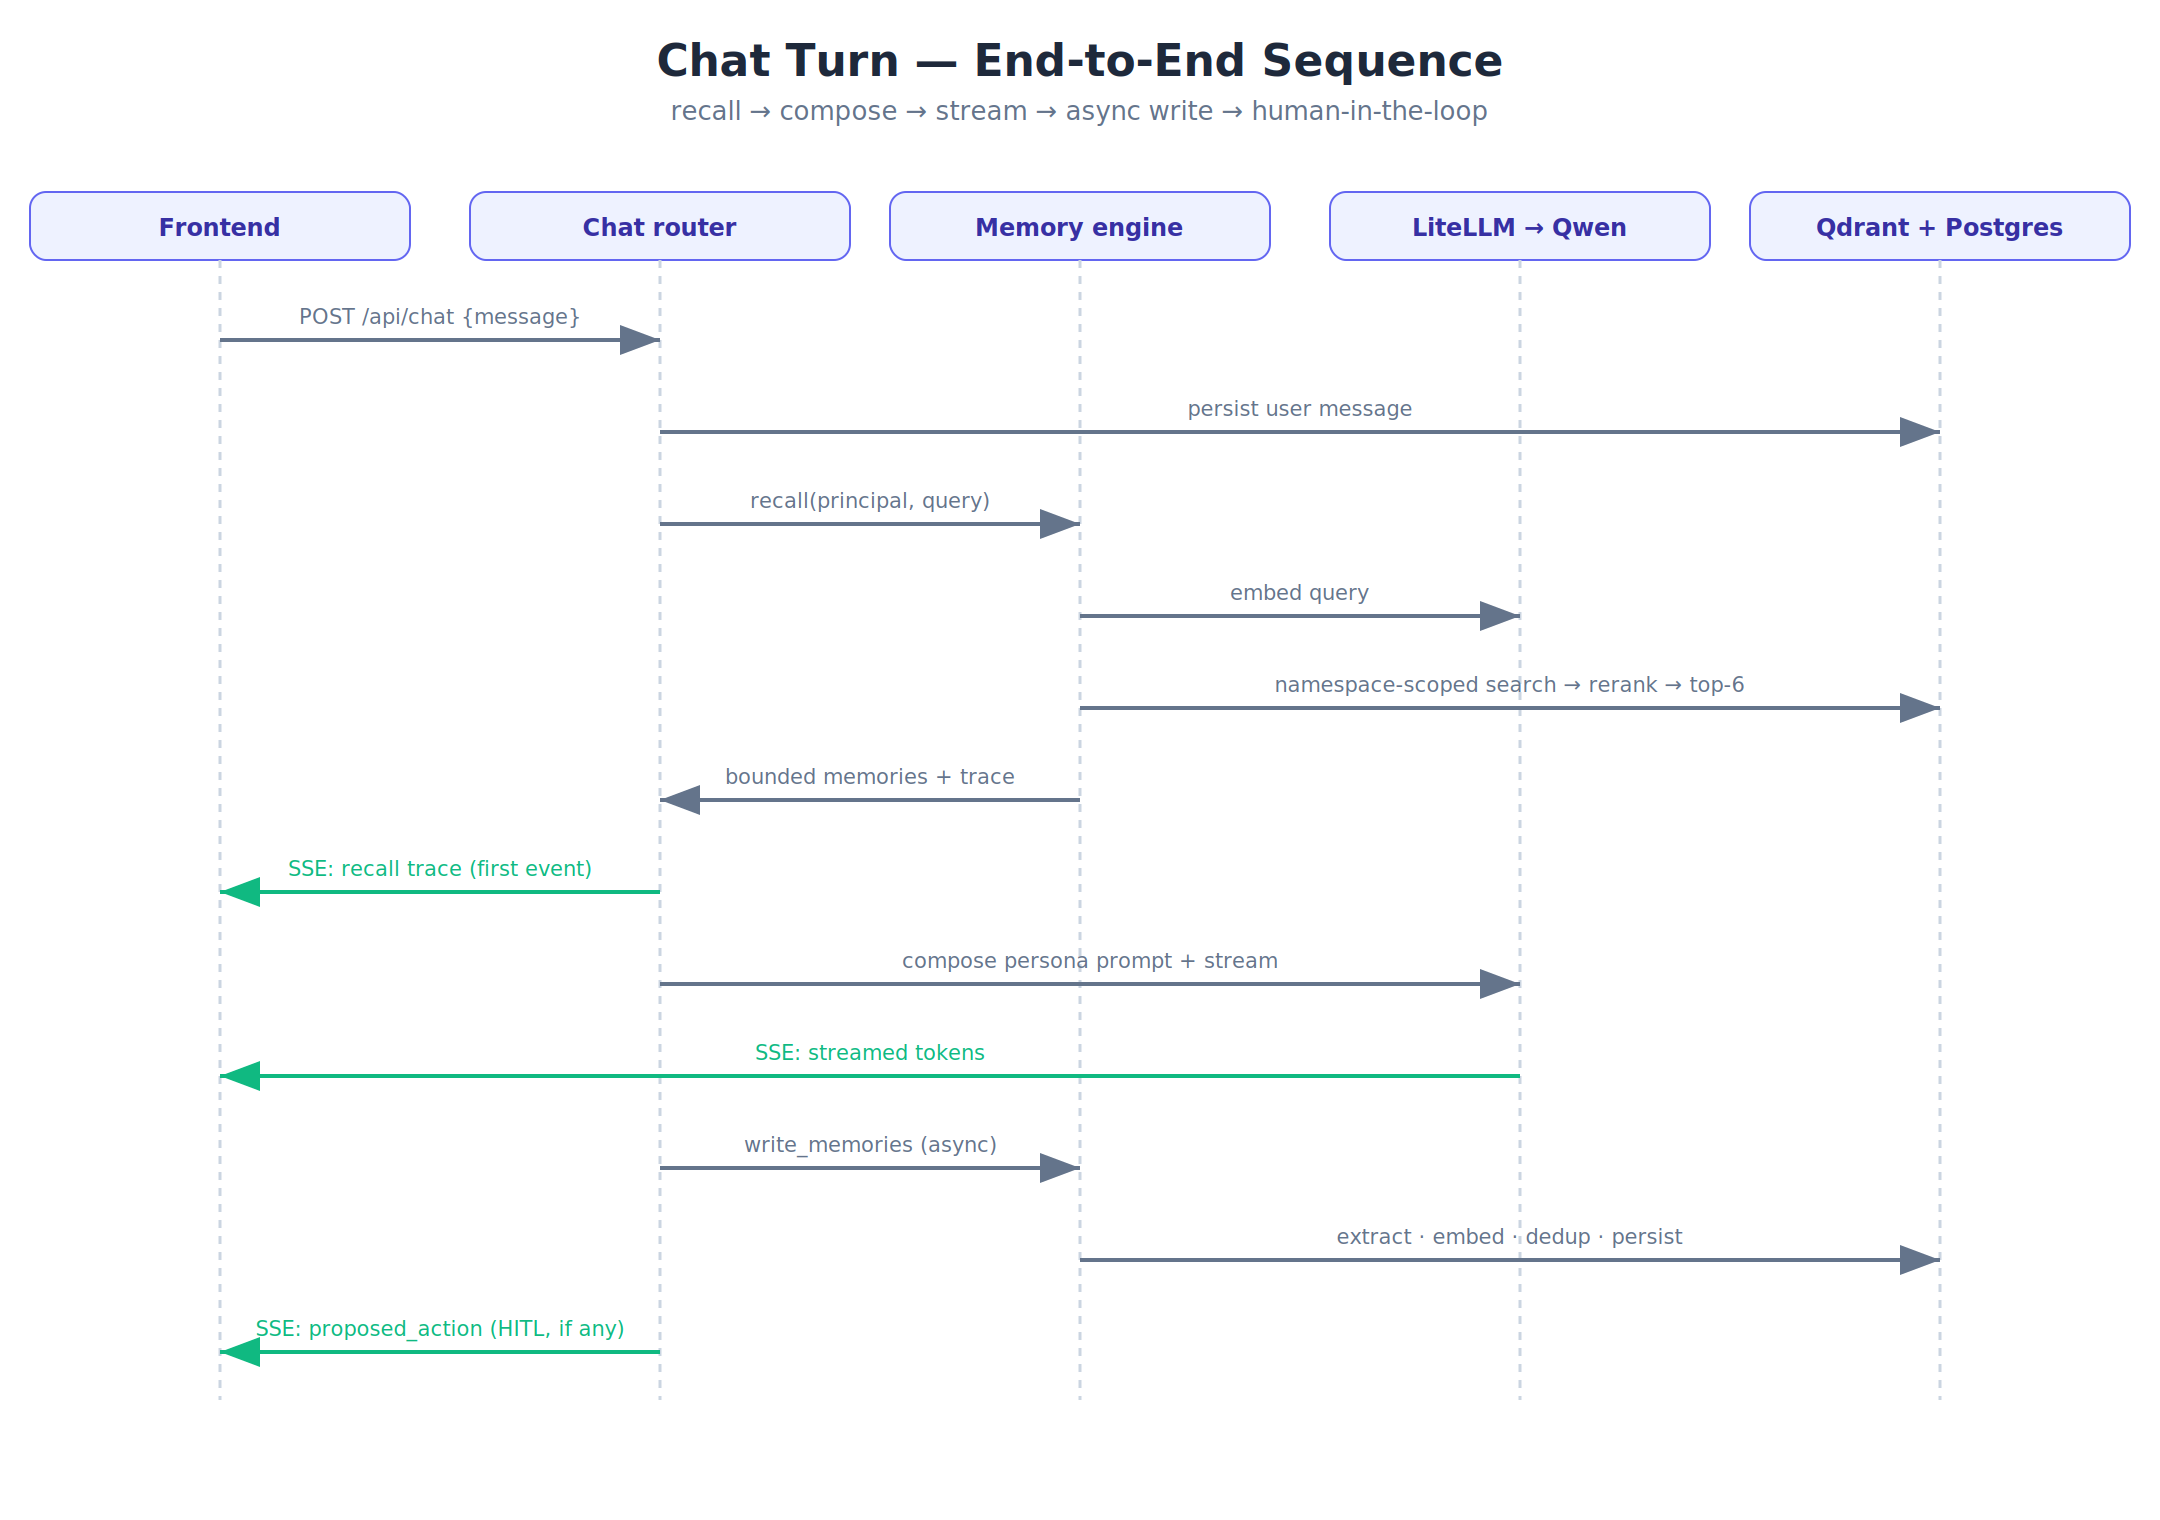 Chat Turn — End-to-End Sequence
recall → compose → stream → async write → human-in-the-loop
Frontend
Chat router
Memory engine
LiteLLM → Qwen
Qdrant + Postgres
POST /api/chat {message}
persist user message
recall(principal, query)
embed query
namespace-scoped search → rerank → top-6
bounded memories + trace
SSE: recall trace (first event)
compose persona prompt + stream
SSE: streamed tokens
write_memories (async)
extract · embed · dedup · persist
SSE: proposed_action (HITL, if any)